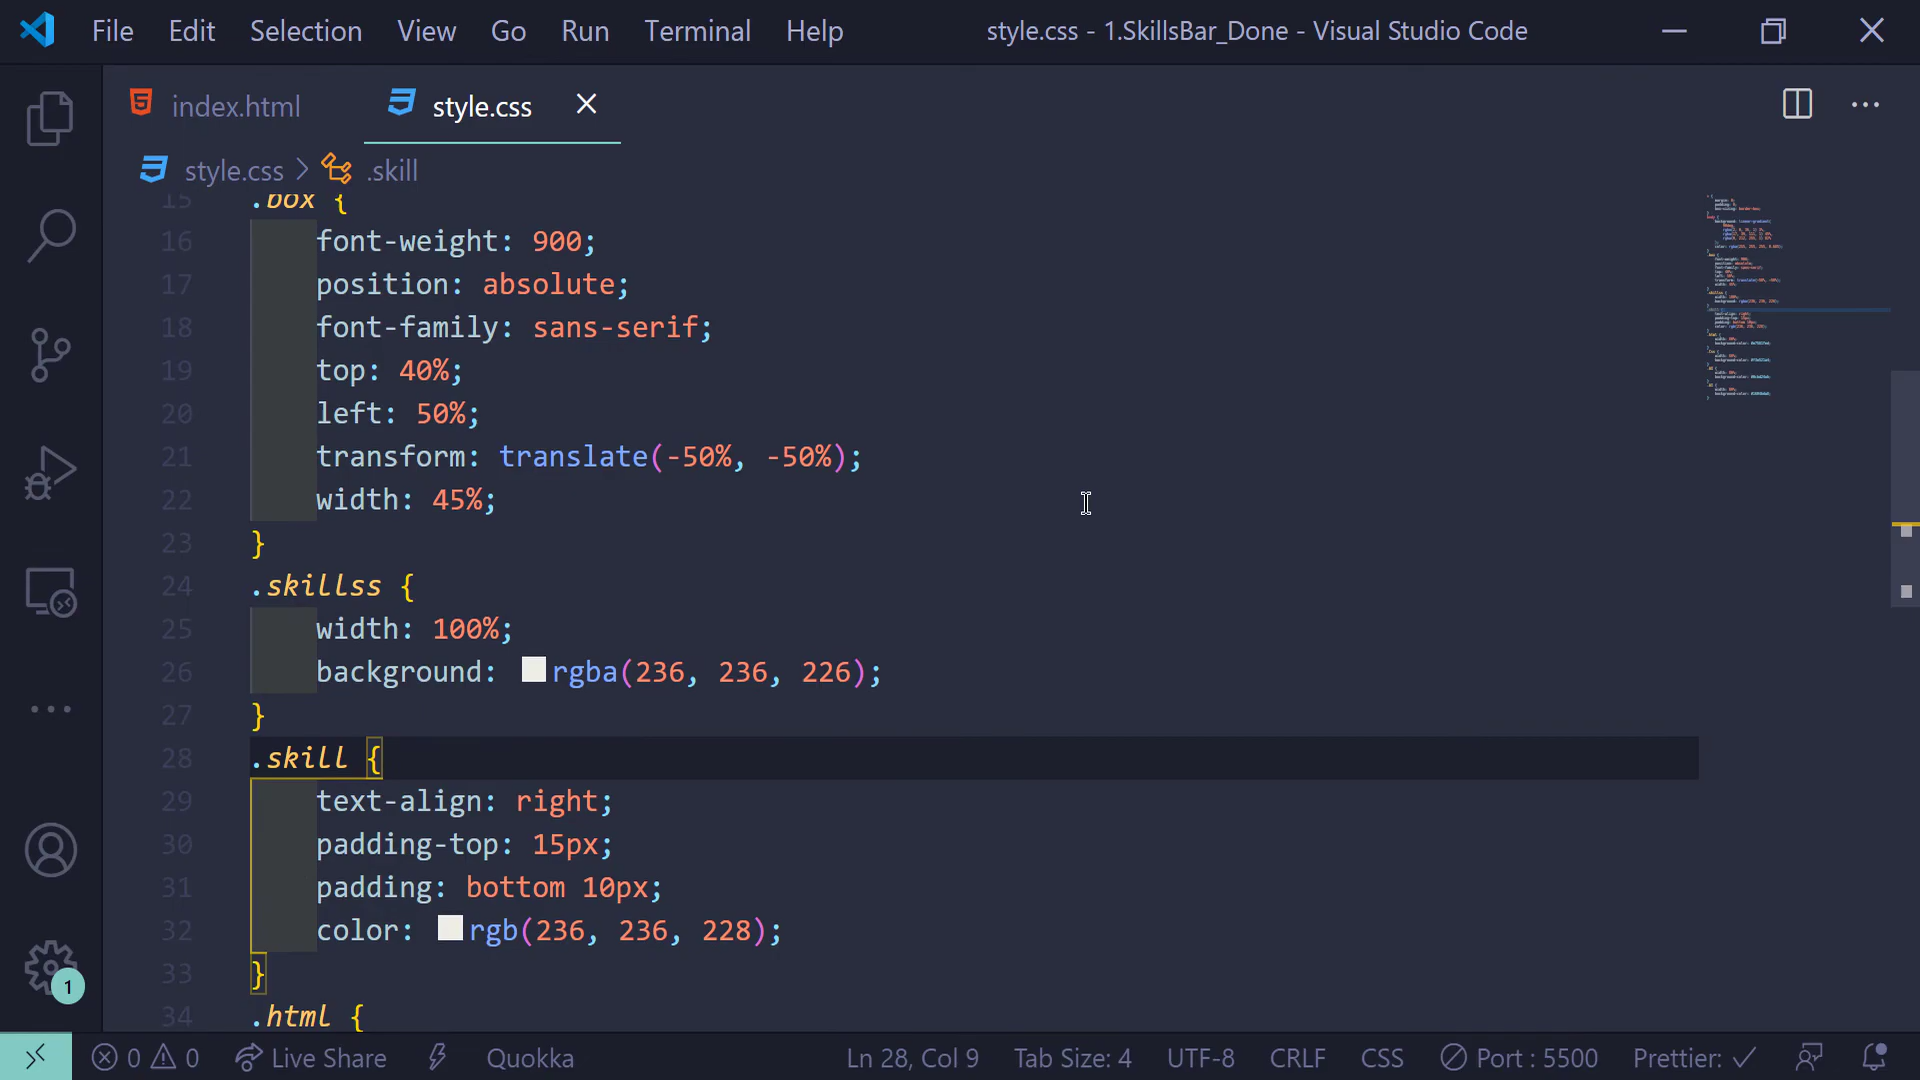 File Edit Selection View Go Run Terminal Help style.css - 1.SkillsBar_Done - Visual Studio Code
index.html style.css
style.css > .skill
15 .box {
16 font-weight: 900;
17 position: absolute;
18 font-family: sans-serif;
19 top: 40%;
20 left: 50%;
21 transform: translate(-50%, -50%);
22 width: 45%;
23 }
24 .skillss {
25 width: 100%;
26 background: rgba(236, 236, 226);
27 }
28 .skill {
29 text-align: right;
30 padding-top: 15px;
31 padding: bottom 10px;
32 color: rgb(236, 236, 228);
33 }
34 .html {
1
0 0 Live Share Quokka Ln 28, Col 9 Tab Size: 4 UTF-8 CRLF CSS Port : 5500 Prettier: ✓